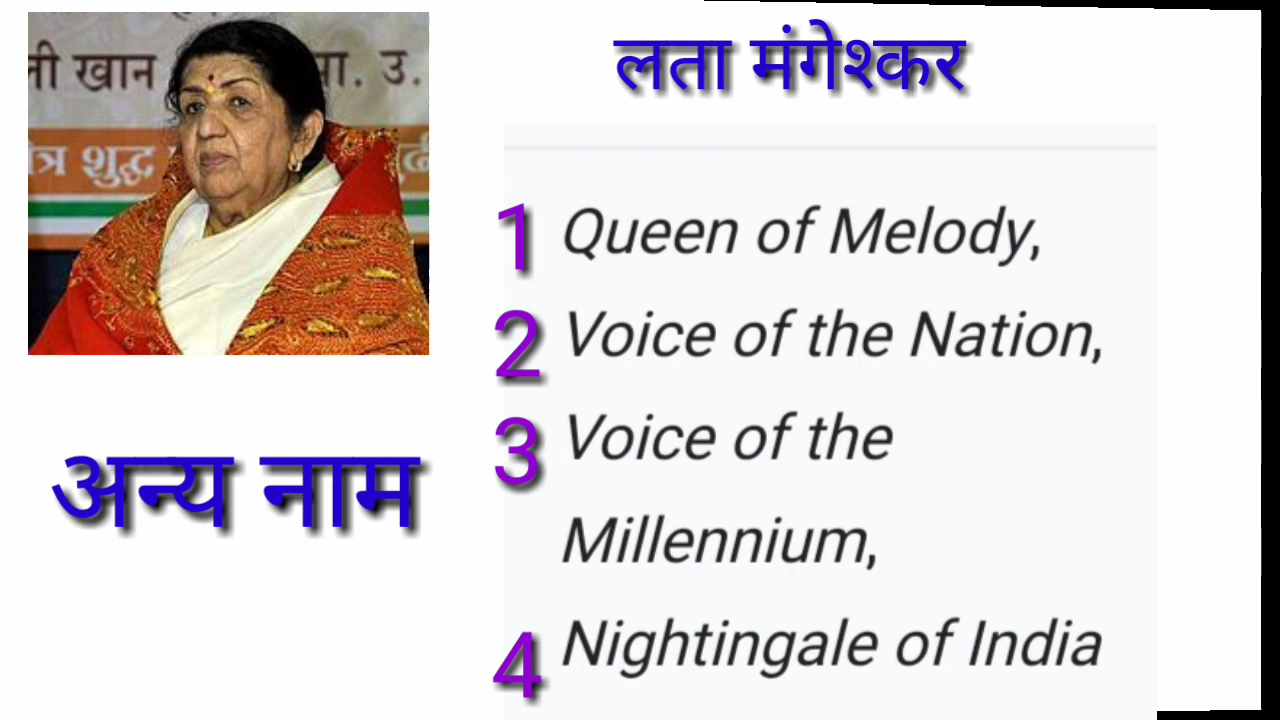 ली खान
या. उ.
शुद्ध
लता मंगेश्कर
1 Queen of Melody,
2 Voice of the Nation,
3 Voice of the
Millennium,
4 Nightingale of India
अन्य नाम